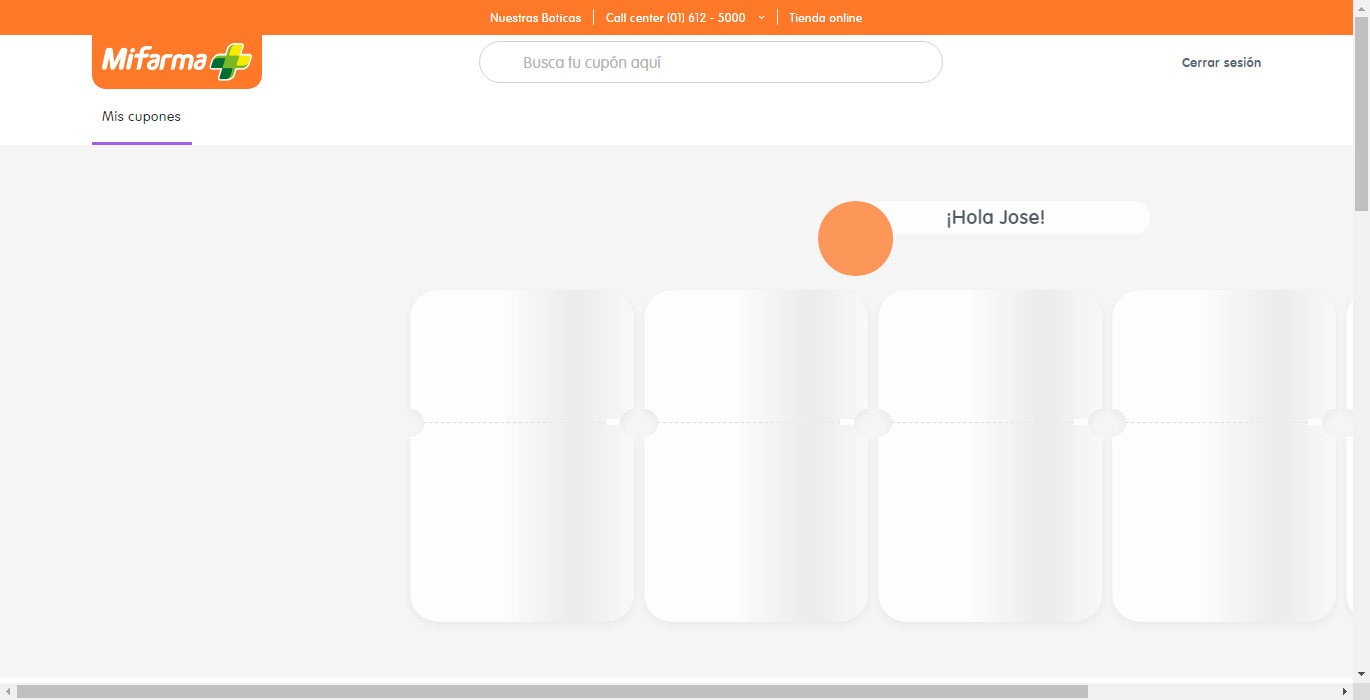 Nuestras Boticas
Call center (01) 612 - 5000
Tienda online
Mifarma
Busca tu cupón aquí
Cerrar sesión
Mis cupones
¡Hola Jose!